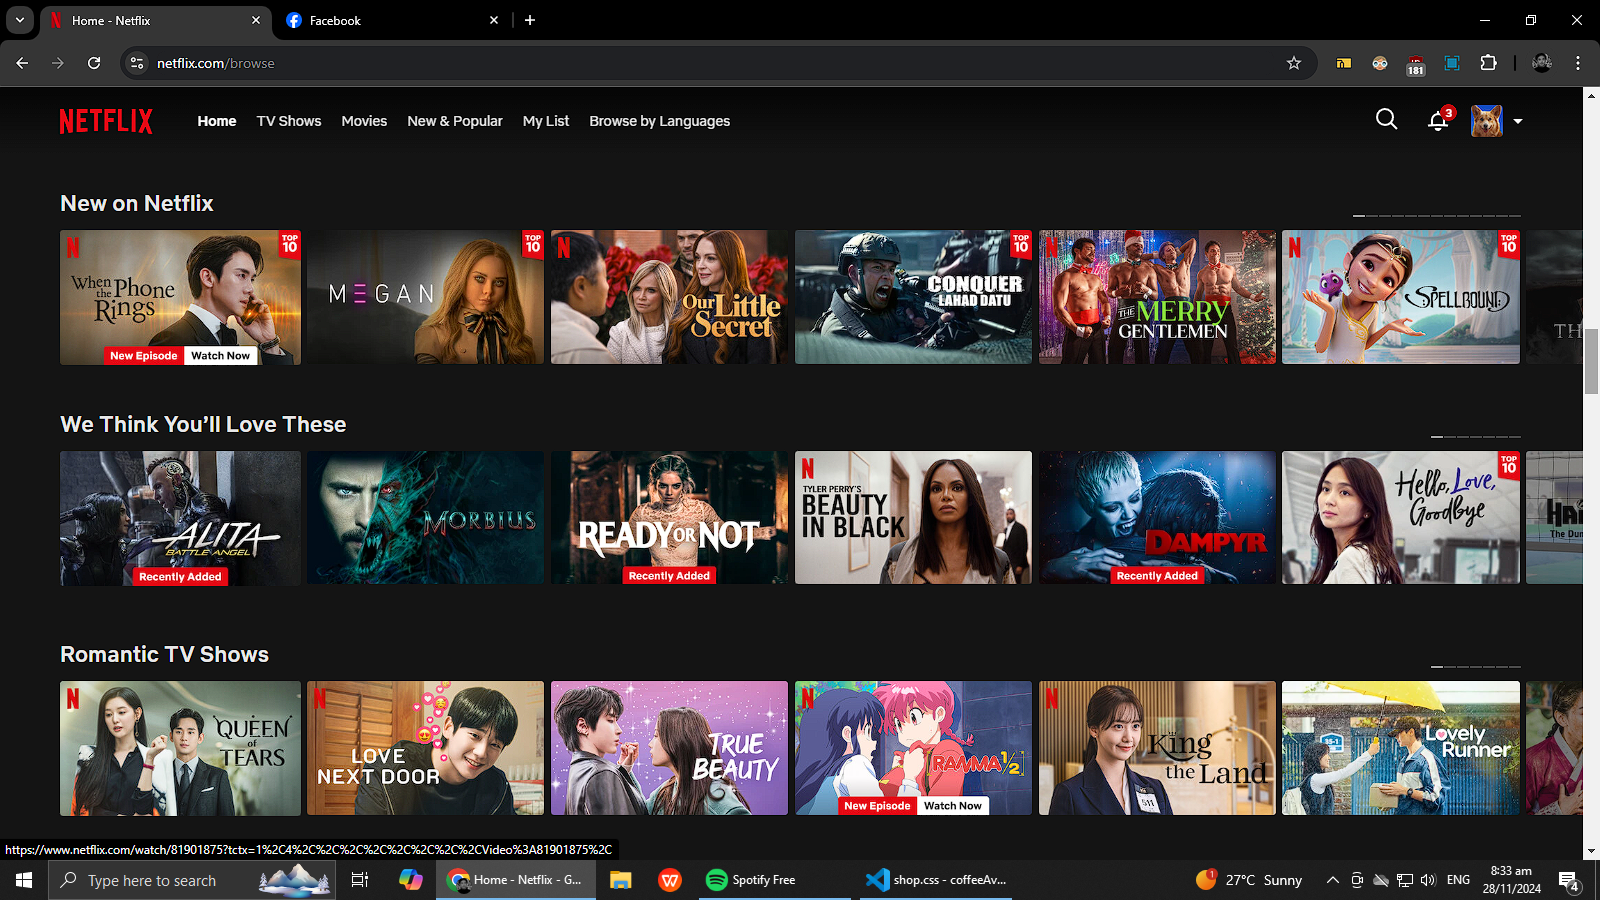 Home - Netflix
Facebook
netflix.com/browse
181
NETFLIX
Home
TV Shows
Movies
New & Popular
My List
Browse by Languages
3
New on Netflix
N
When the Phone Rings
TOP 10
New Episode
Watch Now
MEGAN
TOP 10
N
Our Little Secret
CONQUER
LAHAD DATU
TOP 10
N
THE MERRY
GENTLEMEN
N
SPELLBOUND
TOP 10
TH
We Think You'll Love These
ALITA
BATTLE ANGEL
Recently Added
MORBIUS
READY OR NOT
Recently Added
N
TYLER PERRY'S
BEAUTY
IN BLACK
DAMPYR
Recently Added
Hello, Love,
Goodbye
TOP 10
The Dum
Romantic TV Shows
N
QUEEN
of
TEARS
N
LOVE
NEXT DOOR
TRUE
BEAUTY
N
RANMA1/2
New Episode
Watch Now
N
King
the Land
511
35-1
Lovely
Runner
https://www.netflix.com/watch/81901875?tctx=1%2C4%2C%2C%2C%2C%2C%2C%2C%2CVideo%3A81901875%2C
Type here to search
Home - Netflix - G...
W
Spotify Free
shop.css - coffeeAv...
1
27°C Sunny
ENG
8:33 am
28/11/2024
4